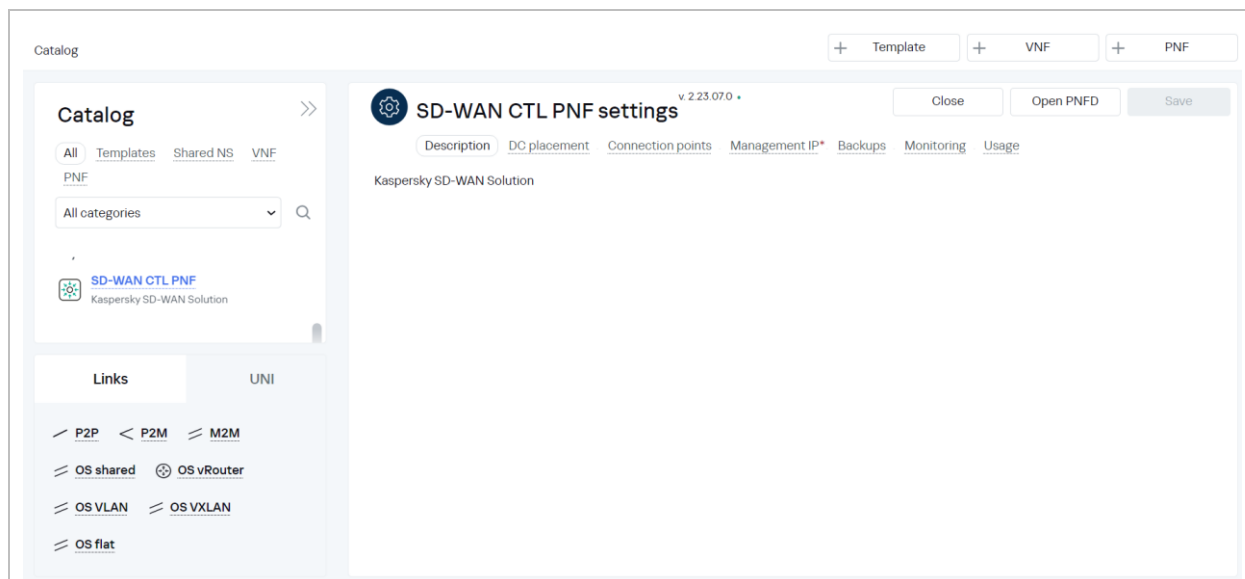 Catalog
+ Template
+ VNF
+ PNF
Catalog
All Templates Shared NS VNF
PNF
All categories
,
SD-WAN CTL PNF
Kaspersky SD-WAN Solution
Links UNI
P2P P2M M2M
OS shared OS vRouter
OS VLAN OS VXLAN
OS flat
SD-WAN CTL PNF settings v. 2.23.07.0
Close Open PNFD Save
Description DC placement Connection points Management IP* Backups Monitoring Usage
Kaspersky SD-WAN Solution